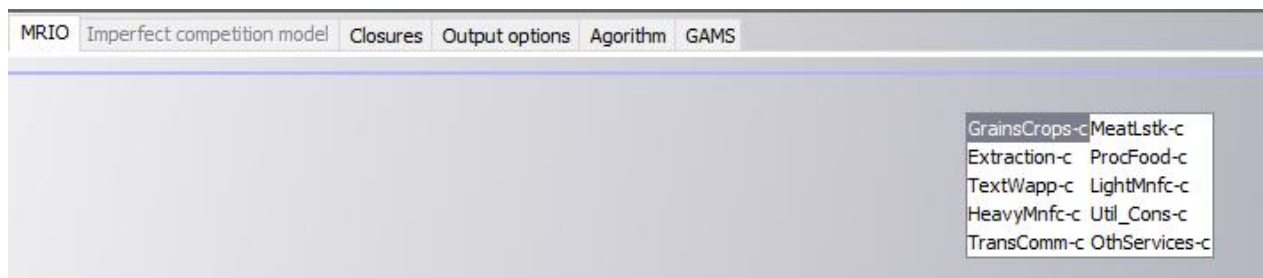 MRIO Imperfect competition model Closures Output options Agorithm GAMS
GrainsCrops-c MeatLstk-c
Extraction-c ProcFood-c
TextWapp-c LightMnfc-c
HeavyMnfc-c Util_Cons-c
TransComm-c OthServices-c